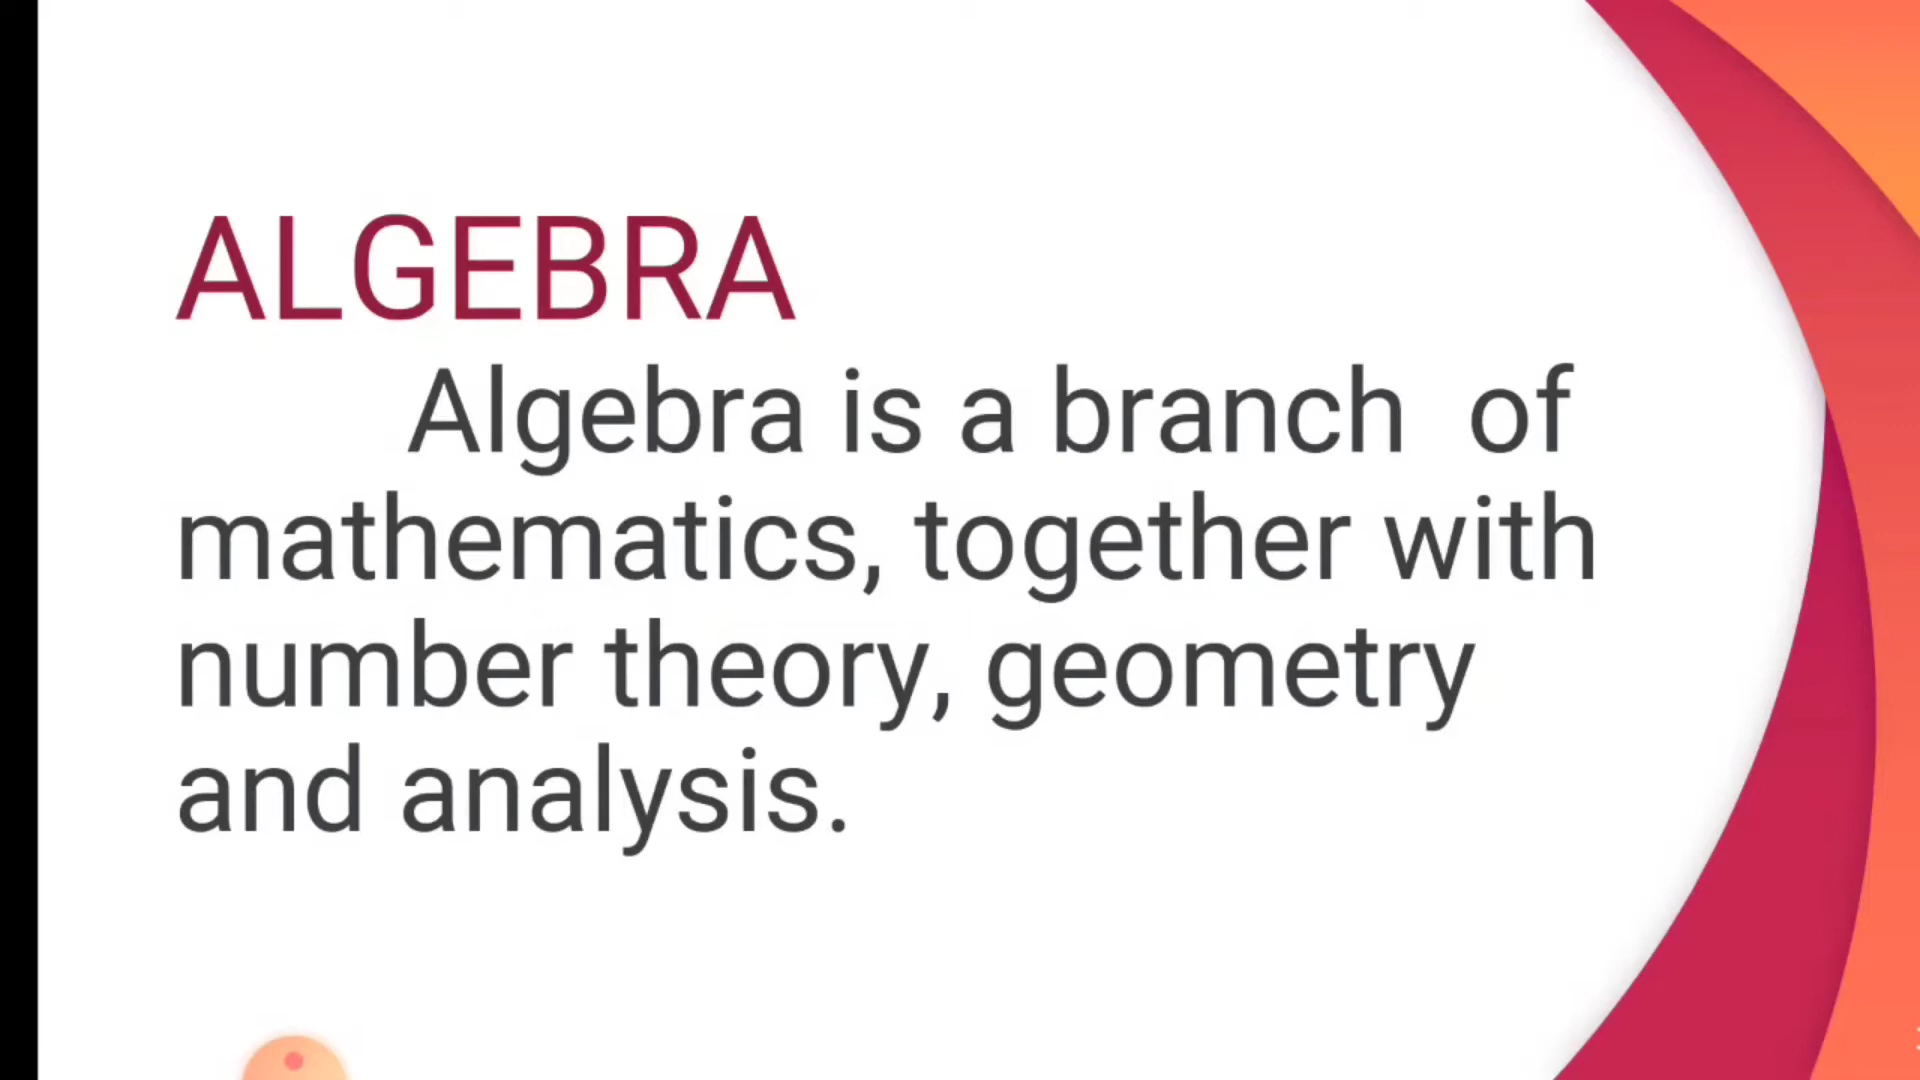 ALGEBRA
Algebra is a branch  of
mathematics, together with
number theory, geometry
and analysis.